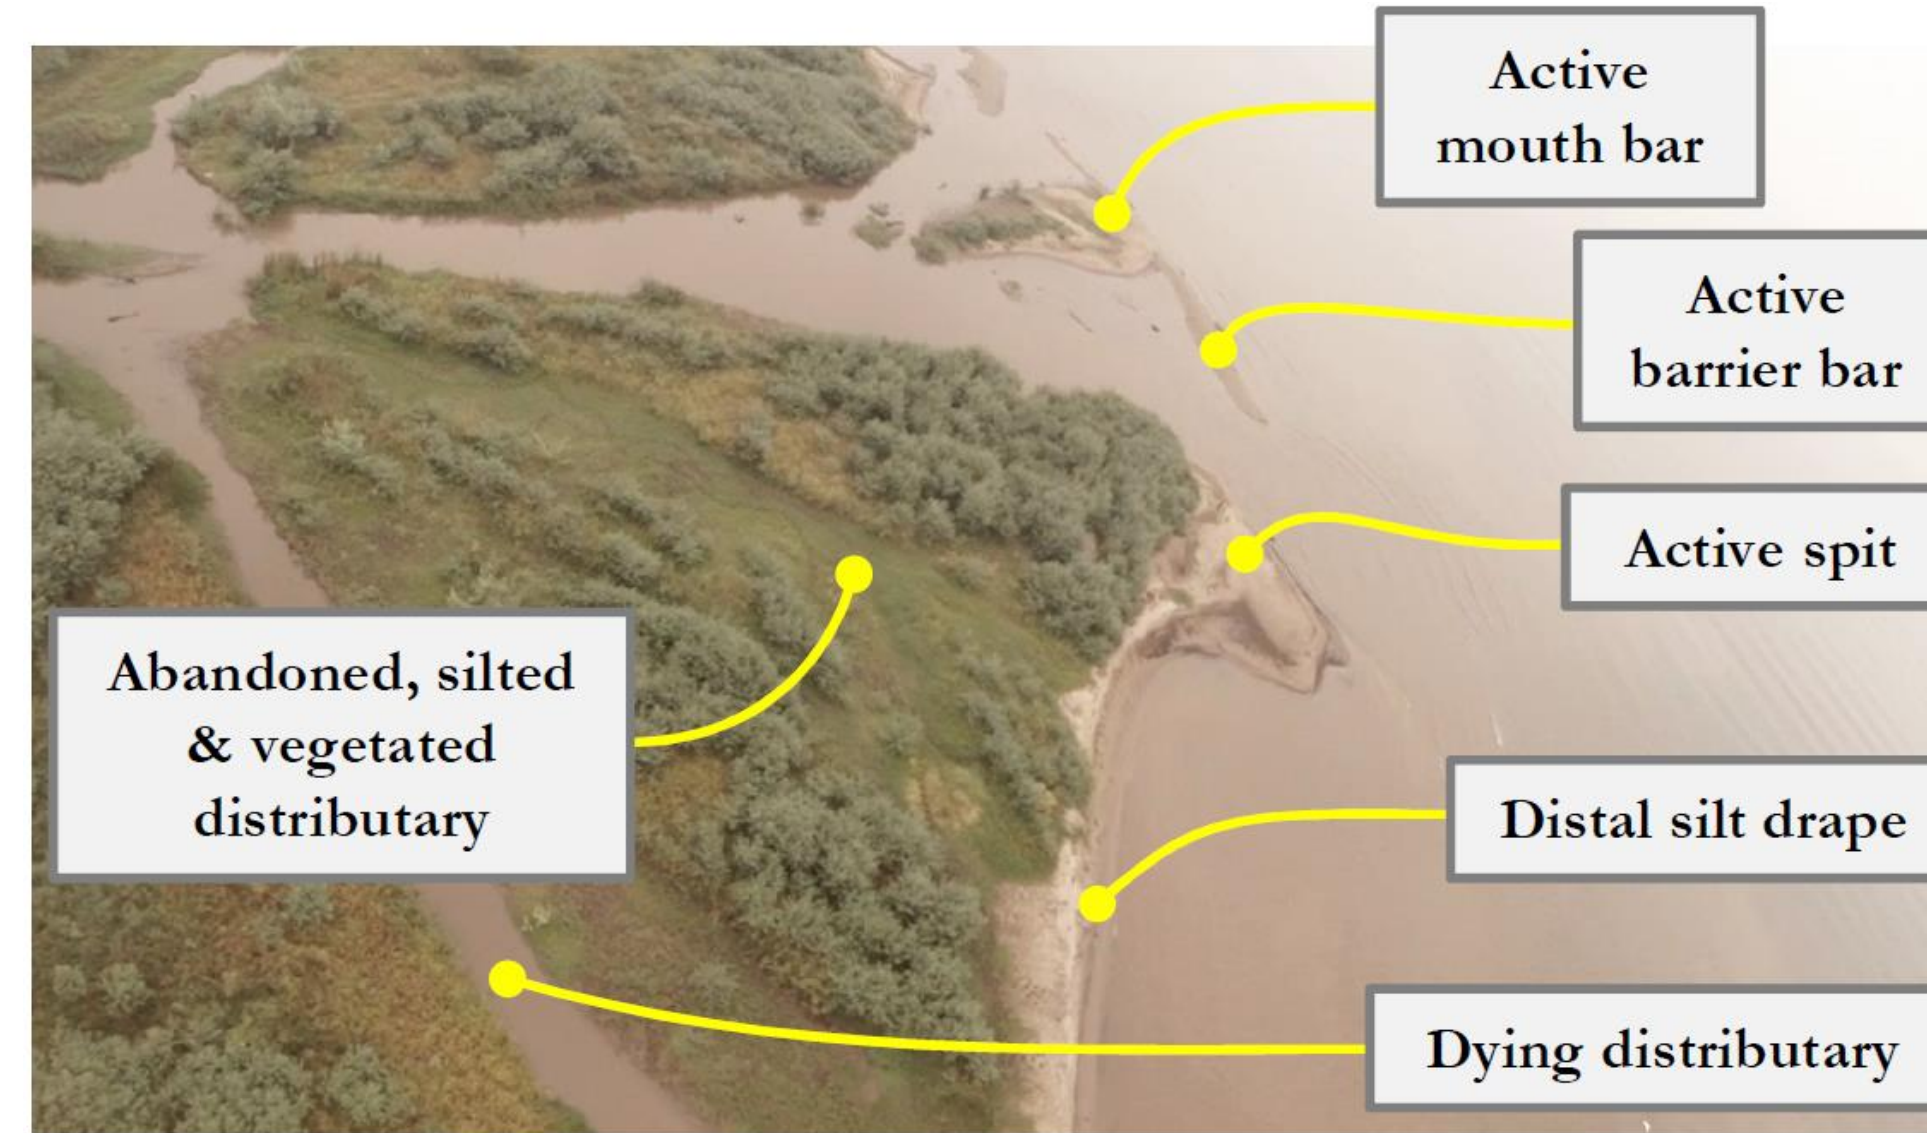 Active
mouth bar
Active
barrier bar
Active spit
Abandoned, silted
& vegetated
distributary
Distal silt drape
Dying distributary